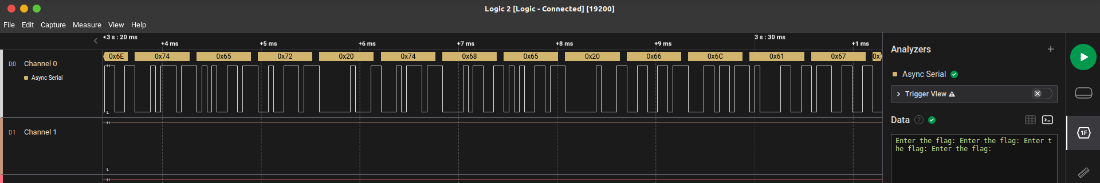 Logic 2 [Logic - Connected] [19200]
File Edit Capture Measure View Help
+3 s : 20 ms
+4 ms +5 ms +6 ms +7 ms +8 ms +9 ms 3 s : 30 ms +1 ms
0x6E 0x74 0x65 0x72 0x20 0x74 0x68 0x65 0x20 0x66 0x6C 0x61 0x67 0x
D0 Channel 0
Async Serial
D1 Channel 1
Analyzers
Async Serial
Trigger View
Data
Enter the flag: Enter the flag: Enter t
he flag: Enter the flag:
1F